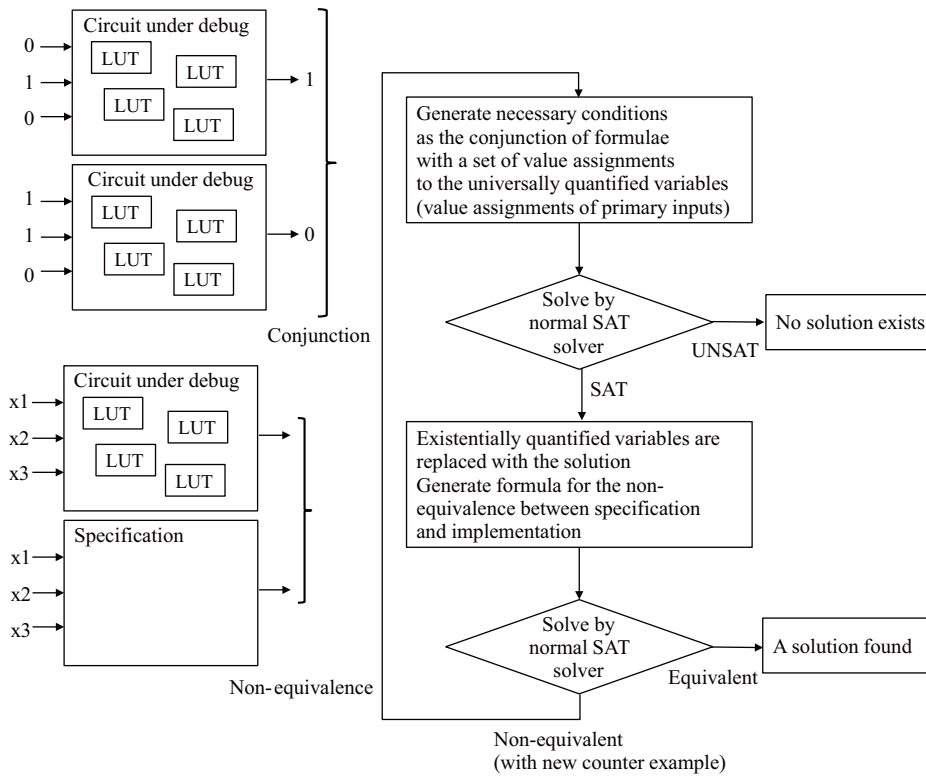 Circuit under debug
0
1
0
LUT
LUT
LUT
LUT
1
Circuit under debug
1
1
0
LUT
LUT
LUT
LUT
0
Conjunction
Circuit under debug
x1
x2
x3
LUT
LUT
LUT
LUT
Specification
x1
x2
x3
Non-equivalence
Generate necessary conditions
as the conjunction of formulae
with a set of value assignments
to the universally quantified variables
(value assignments of primary inputs)
Solve by
normal SAT
solver
No solution exists
UNSAT
SAT
Existentially quantified variables are
replaced with the solution
Generate formula for the non-
equivalence between specification
and implementation
Solve by
normal SAT
solver
A solution found
Equivalent
Non-equivalent
(with new counter example)